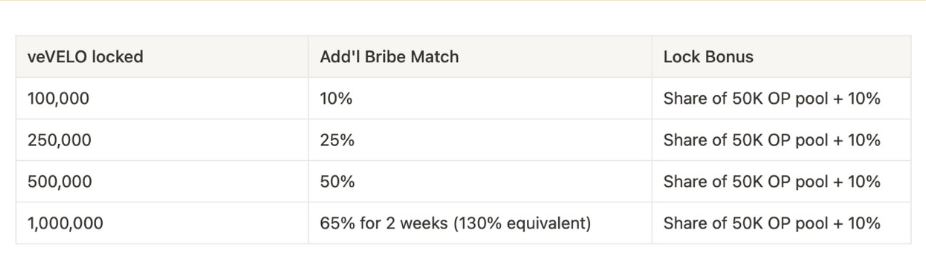 veVELO locked Add'l Bribe Match Lock Bonus
100,000 10% Share of 50K OP pool + 10%
250,000 25% Share of 50K OP pool + 10%
500,000 50% Share of 50K OP pool + 10%
1,000,000 65% for 2 weeks (130% equivalent) Share of 50K OP pool + 10%